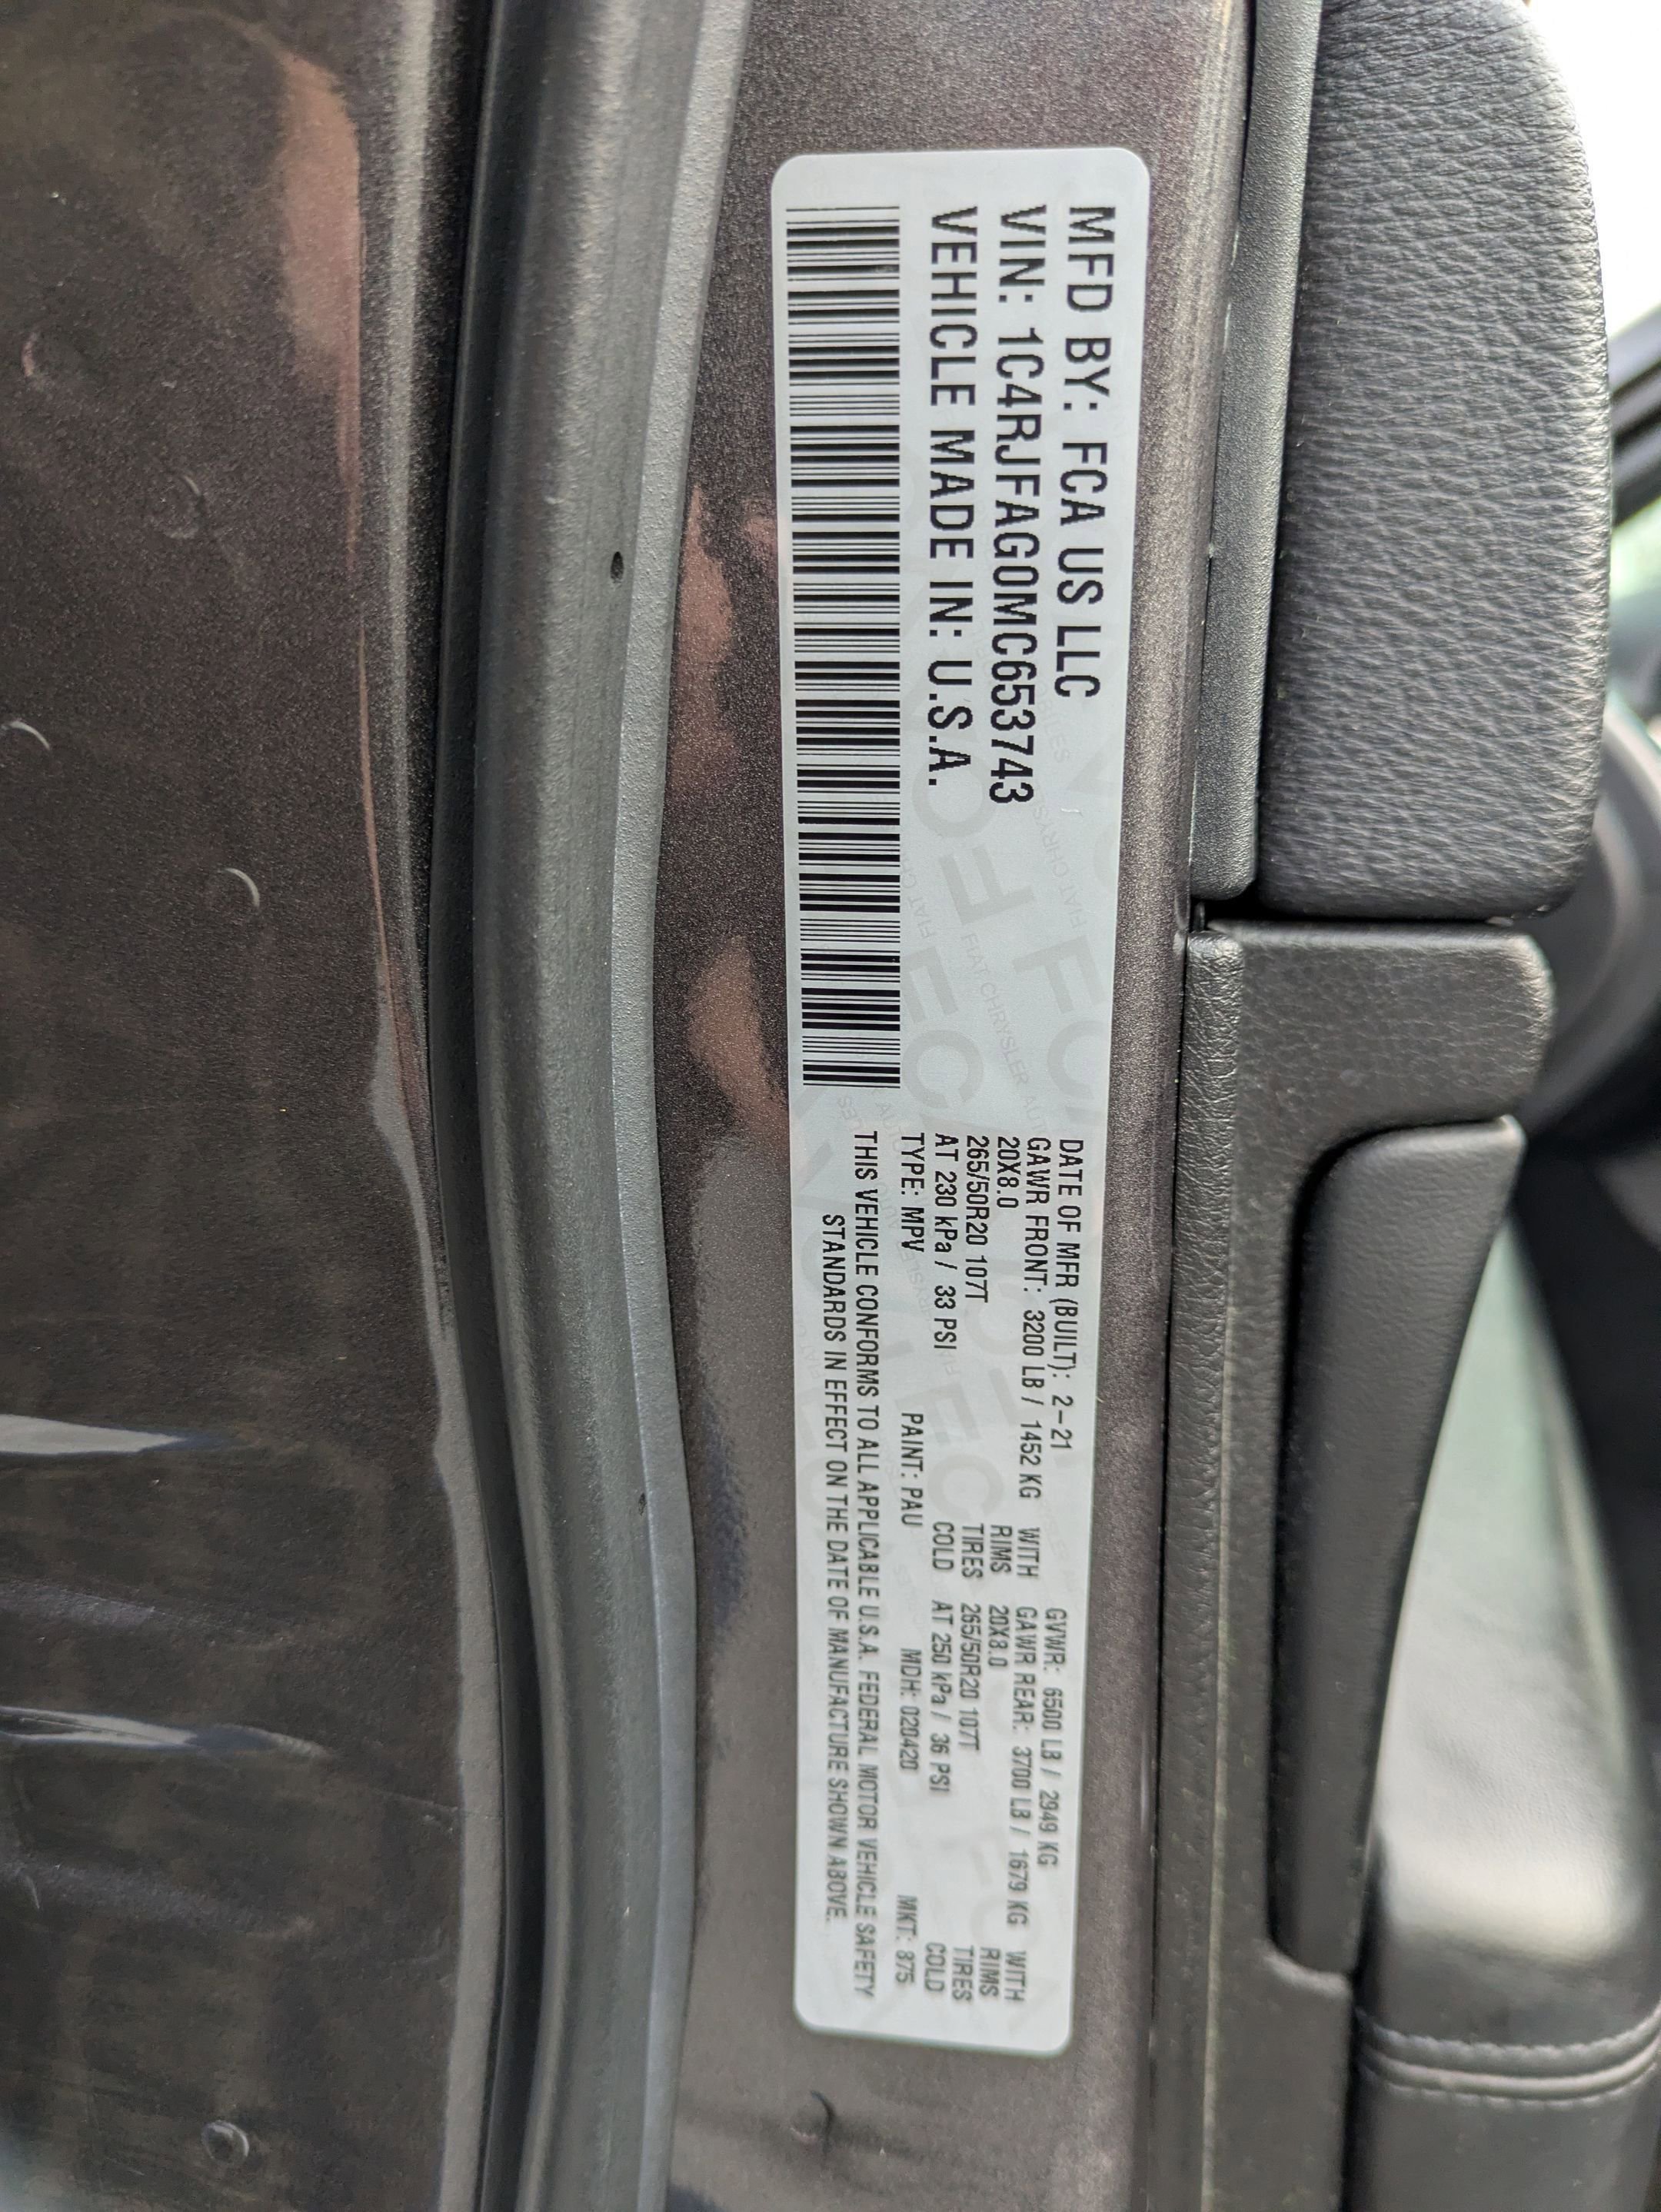 MFD BY: FCA US LLC
VIN: 1C4RJFAG0MC653743
VEHICLE MADE IN: U.S.A.
DATE OF MFR (BUILT): 2-21 GVWR: 6500 LB / 2949 KG
GAWR FRONT: 3200 LB / 1452 KG WITH GAWR REAR: 3700 LB / 1679 KG WITH
20X8.0 RIMS 20X8.0 RIMS
265/50R20 107T TIRES 265/50R20 107T TIRES
AT 230 kPa / 33 PSI COLD AT 250 kPa / 36 PSI COLD
TYPE: MPV PAINT: PAU MDH: 020420 MKT: 875
THIS VEHICLE CONFORMS TO ALL APPLICABLE U.S.A. FEDERAL MOTOR VEHICLE SAFETY
STANDARDS IN EFFECT ON THE DATE OF MANUFACTURE SHOWN ABOVE.